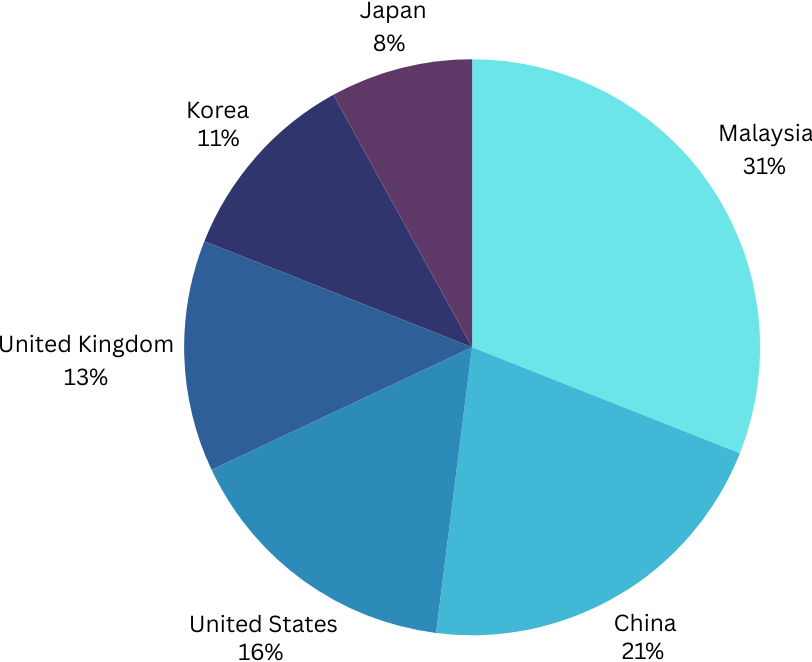 Japan
8%
Korea
11%
Malaysia
31%
United Kingdom
13%
United States
16%
China
21%